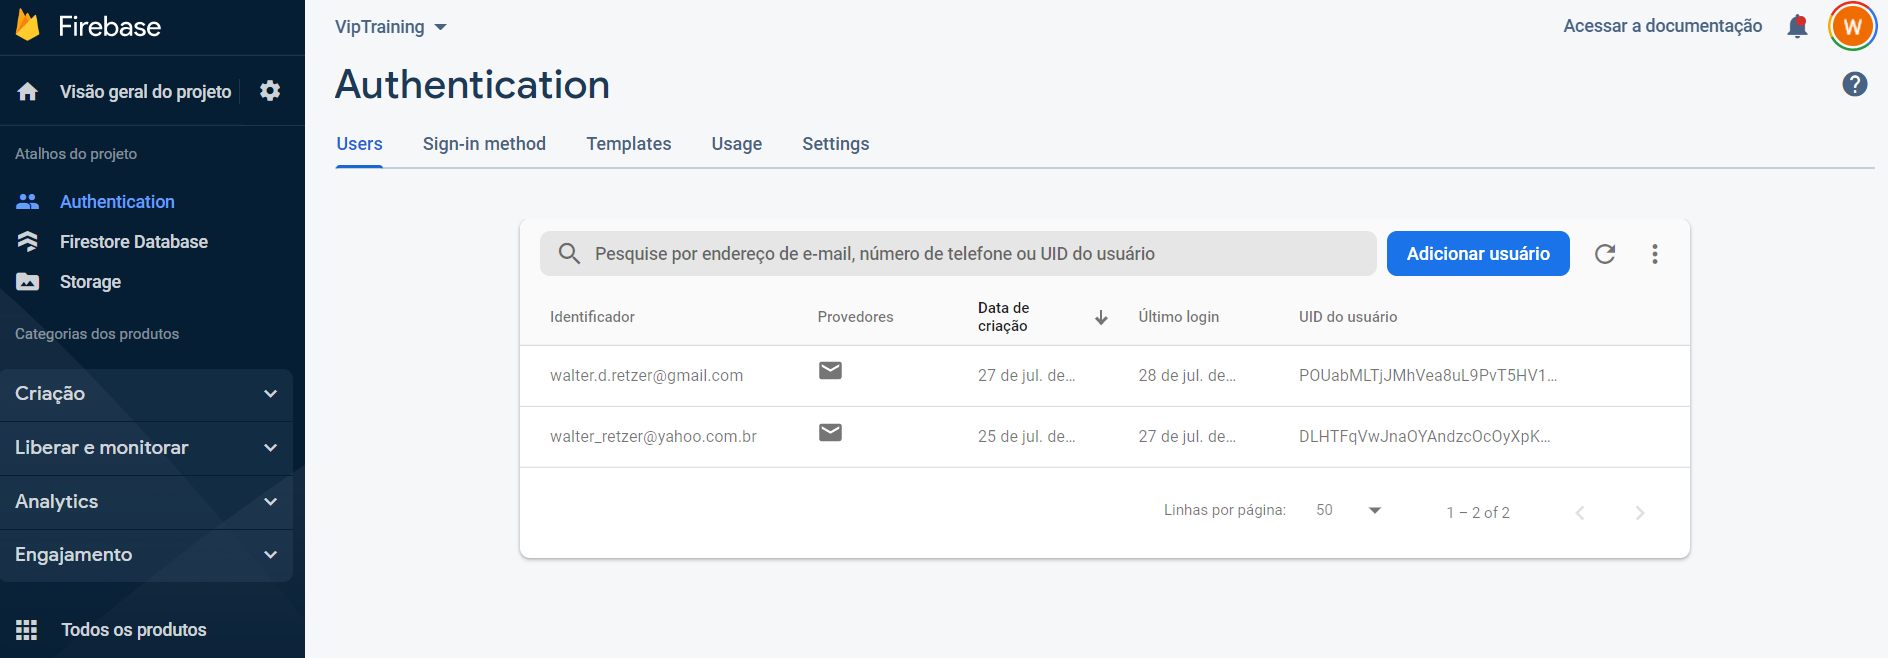 Firebase
Visão geral do projeto
Atalhos do projeto
Authentication
Firestore Database
Storage
Categorias dos produtos
Criação
Liberar e monitorar
Analytics
Engajamento
Todos os produtos
VipTraining
Acessar a documentação
W
Authentication
?
Users Sign-in method Templates Usage Settings
Pesquise por endereço de e-mail, número de telefone ou UID do usuário
Adicionar usuário
Identificador Provedores Data de criação Último login UID do usuário
walter.d.retzer@gmail.com 27 de jul. de... 28 de jul. de... POUabMLTjJMhVea8uL9PvT5HV1...
walter_retzer@yahoo.com.br 25 de jul. de... 27 de jul. de... DLHTFqVwJnaOYAndzcOcOyXpK...
Linhas por página: 50 1 – 2 of 2